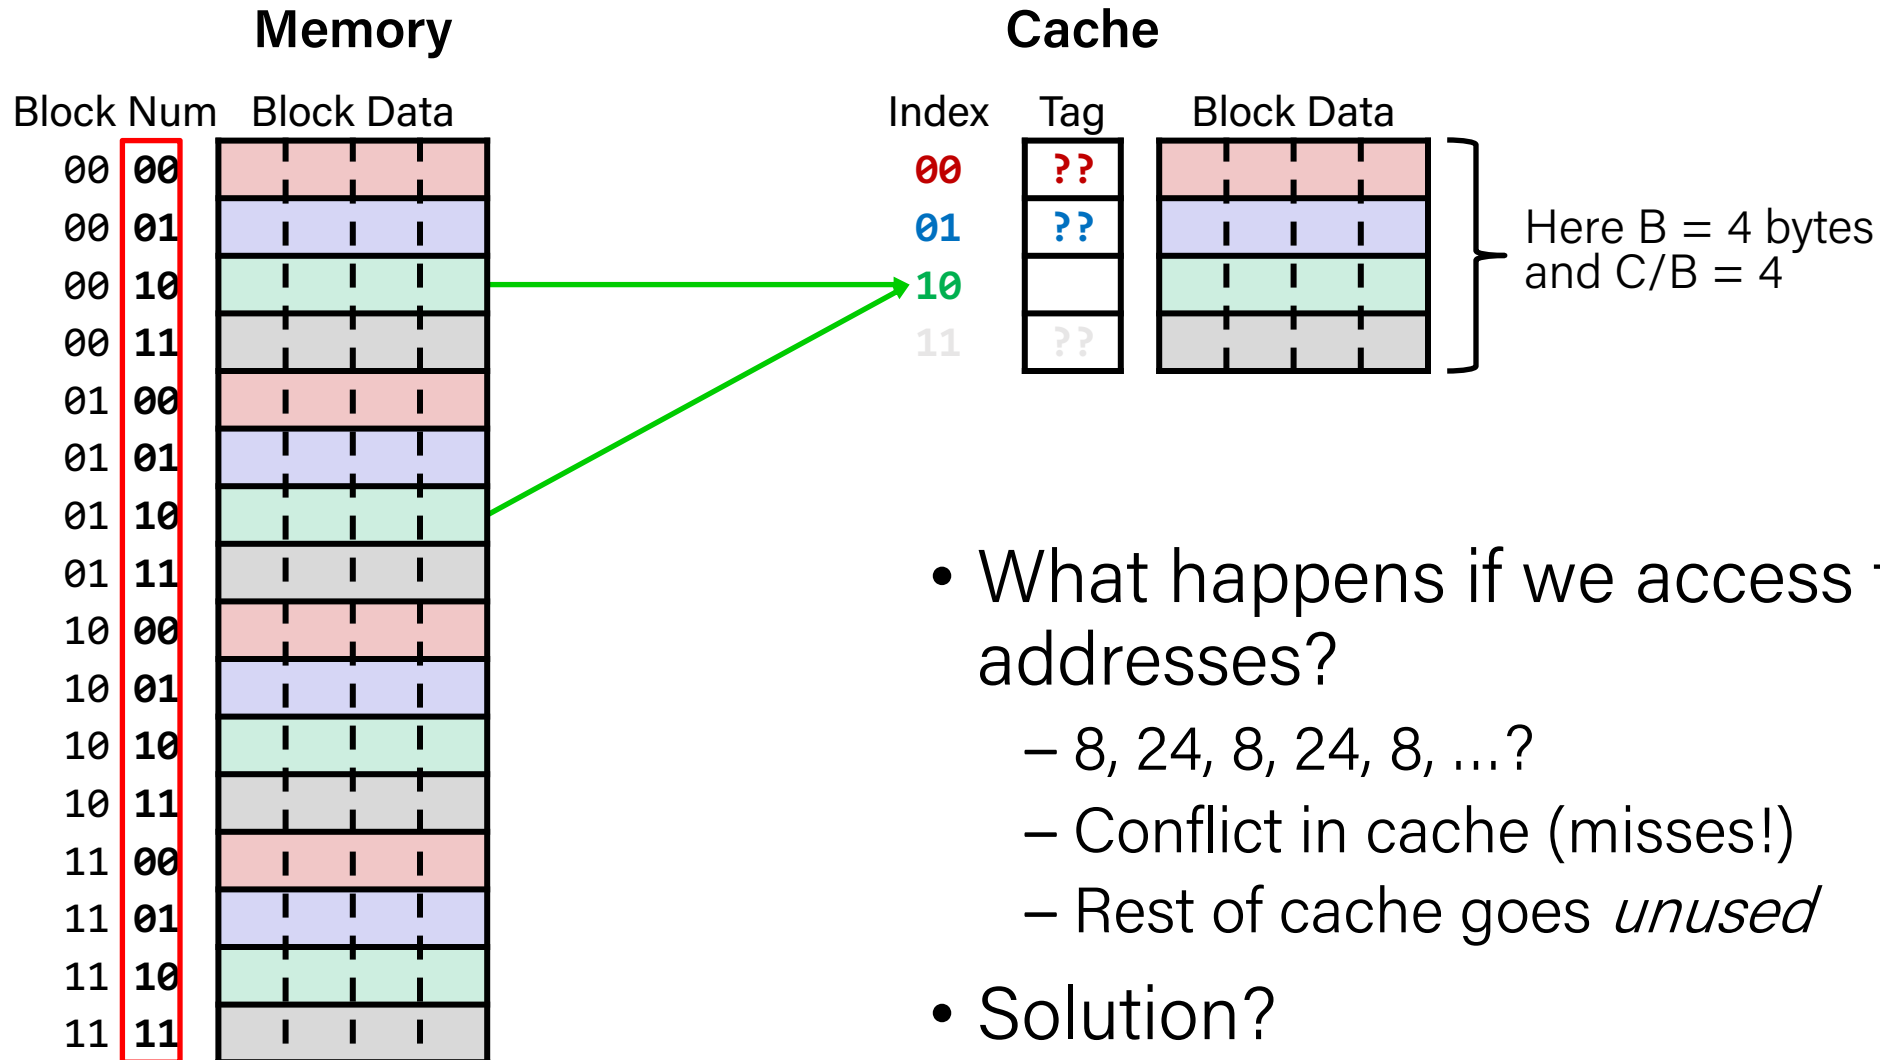 Memory
Cache
Block Num Block Data
00 00
00 01
00 10
00 11
01 00
01 01
01 10
01 11
10 00
10 01
10 10
10 11
11 00
11 01
11 10
11 11
Index Tag Block Data
00 ??
01 ??
10
11 ??
Here B = 4 bytes
and C/B = 4
• What happens if we access
addresses?
– 8, 24, 8, 24, 8, …?
– Conflict in cache (misses!)
– Rest of cache goes unused
• Solution?